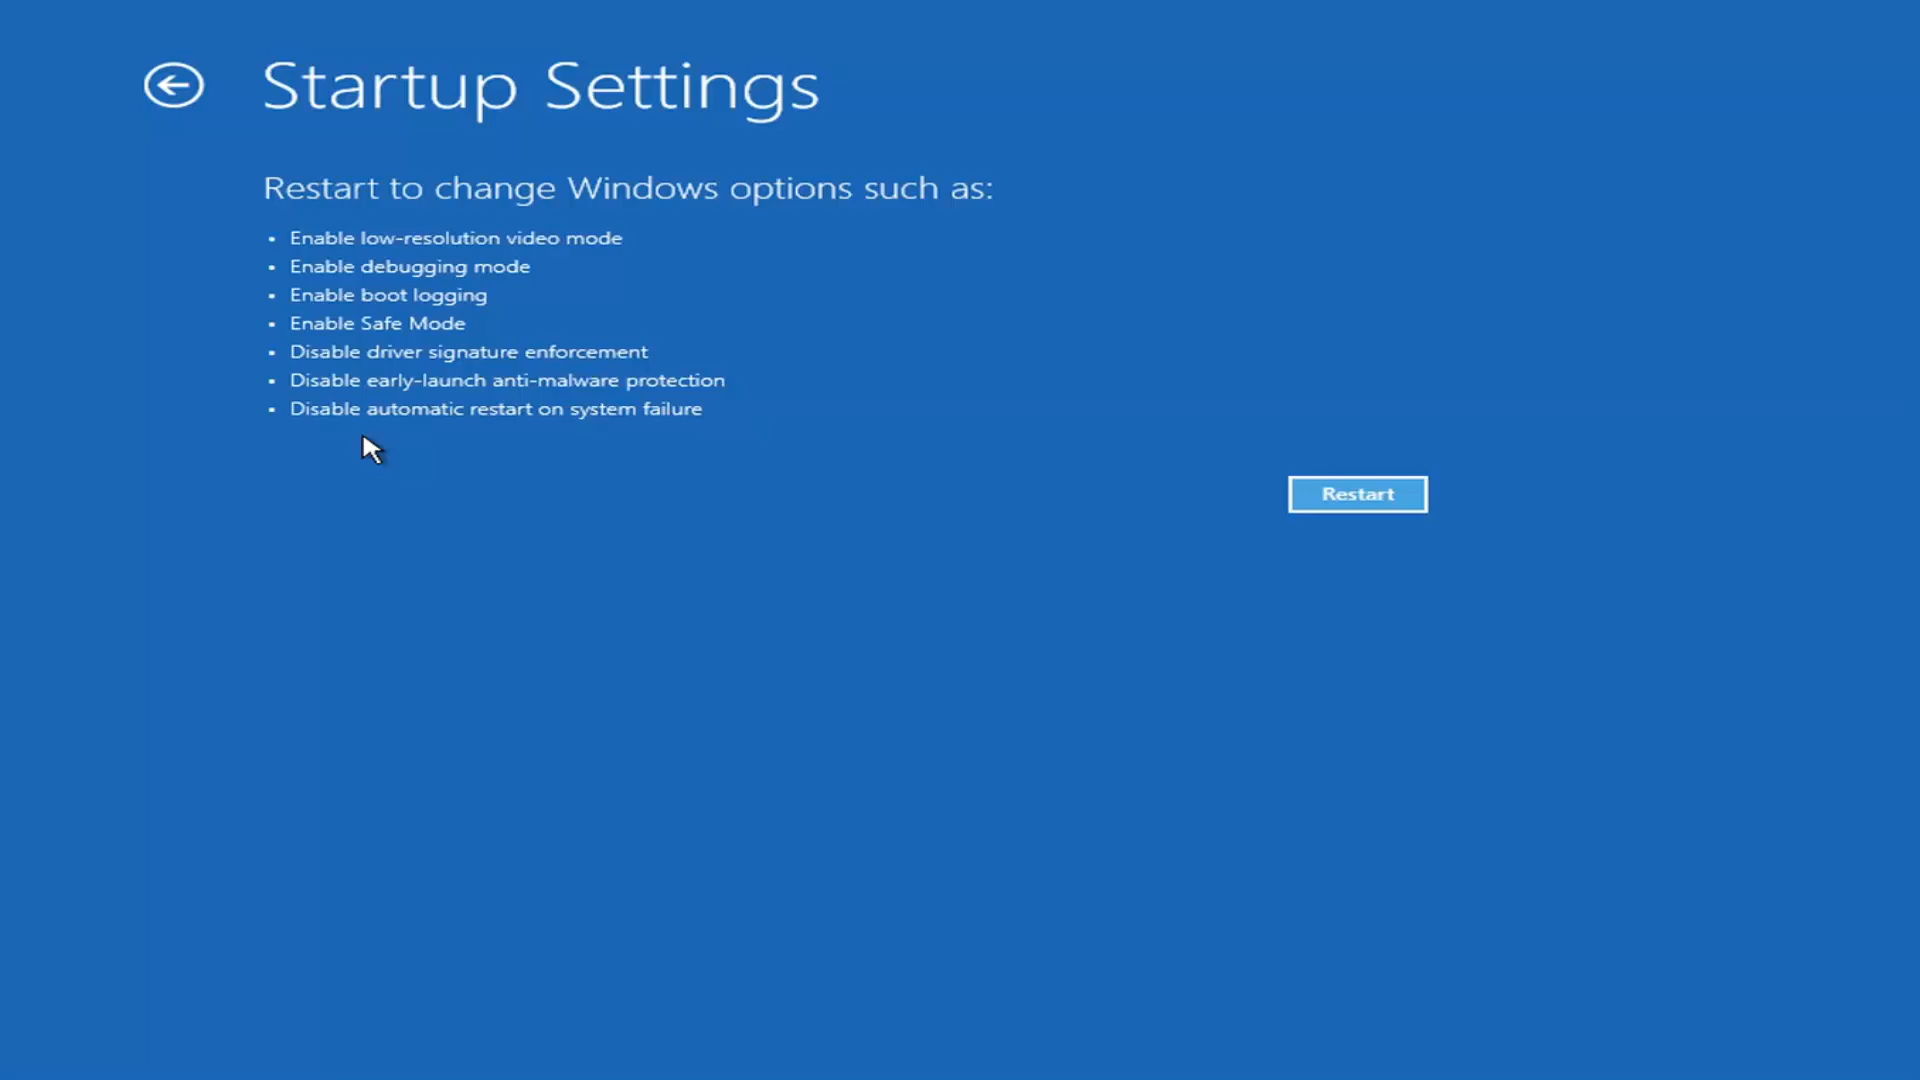 Startup Settings
Restart to change Windows options such as:
• Enable low-resolution video mode
• Enable debugging mode
• Enable boot logging
• Enable Safe Mode
• Disable driver signature enforcement
• Disable early-launch anti-malware protection
• Disable automatic restart on system failure
Restart